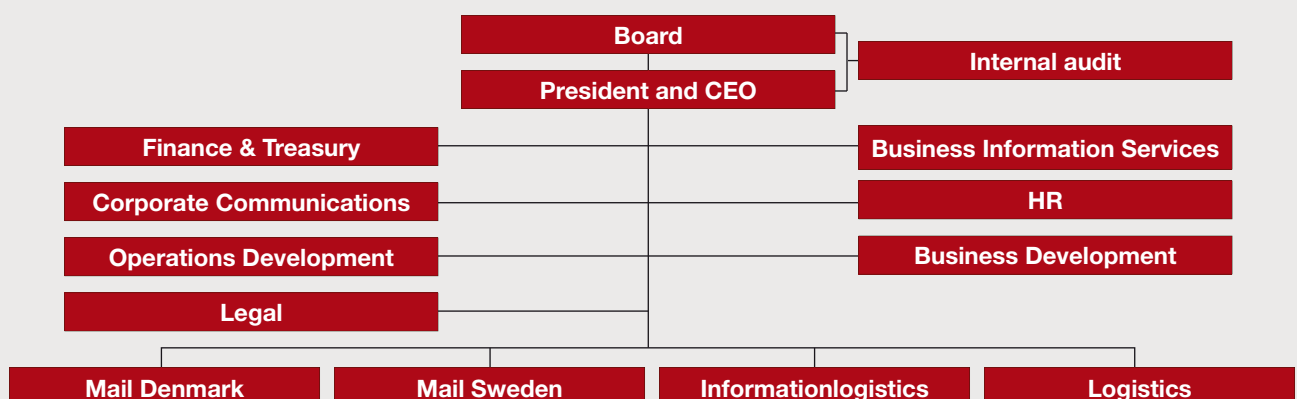 Board
Internal audit
President and CEO
Finance & Treasury
Business Information Services
Corporate Communications
HR
Operations Development
Business Development
Legal
Mail Denmark
Mail Sweden
Informationlogistics
Logistics